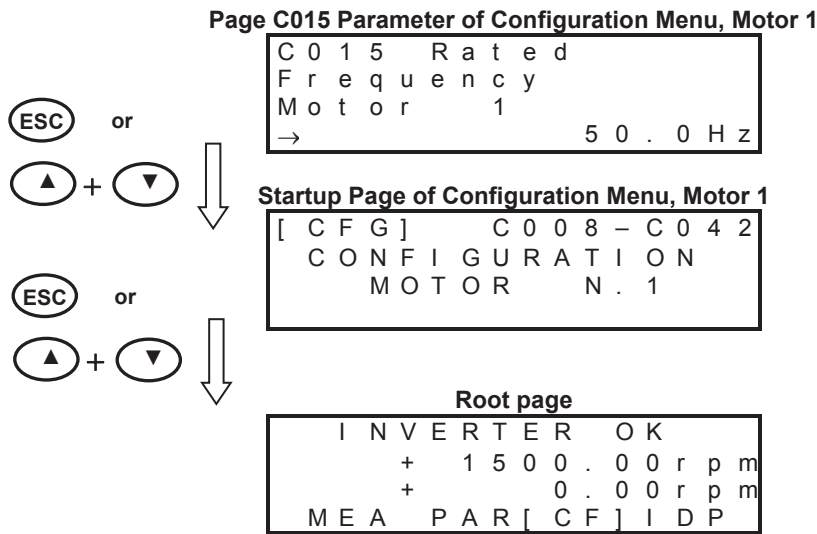 Page C015 Parameter of Configuration Menu, Motor 1
C015 Rated
Frequency
Motor 1
→ 50.0Hz
ESC or
▲ + ▼
Startup Page of Configuration Menu, Motor 1
[CFG] C008–C042
CONFIGURATION
MOTOR N.1
ESC or
▲ + ▼
Root page
INVERTER OK
+ 1500.00rpm
+ 0.00rpm
MEA PAR[CF]IDP